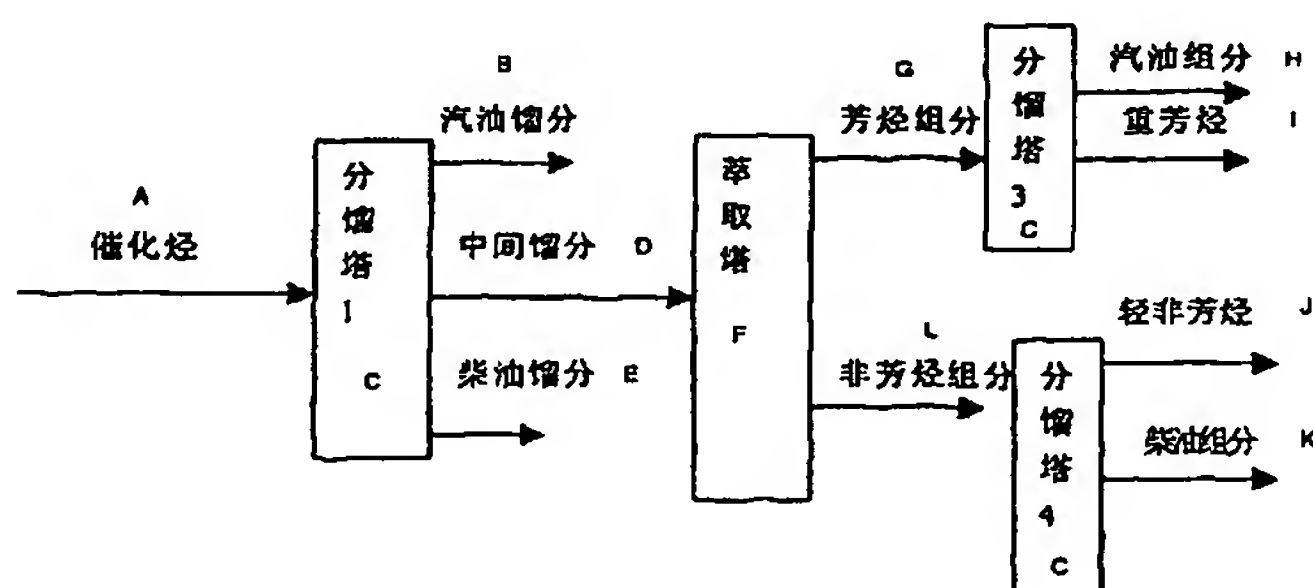 A
催化烃
分馏塔1
C
B
汽油馏分
中间馏分 D
柴油馏分 E
萃取塔
F
G
芳烃组分
L
非芳烃组分
分馏塔3
C
汽油组分 H
重芳烃 I
分馏塔4
C
轻非芳烃 J
柴油组分 K